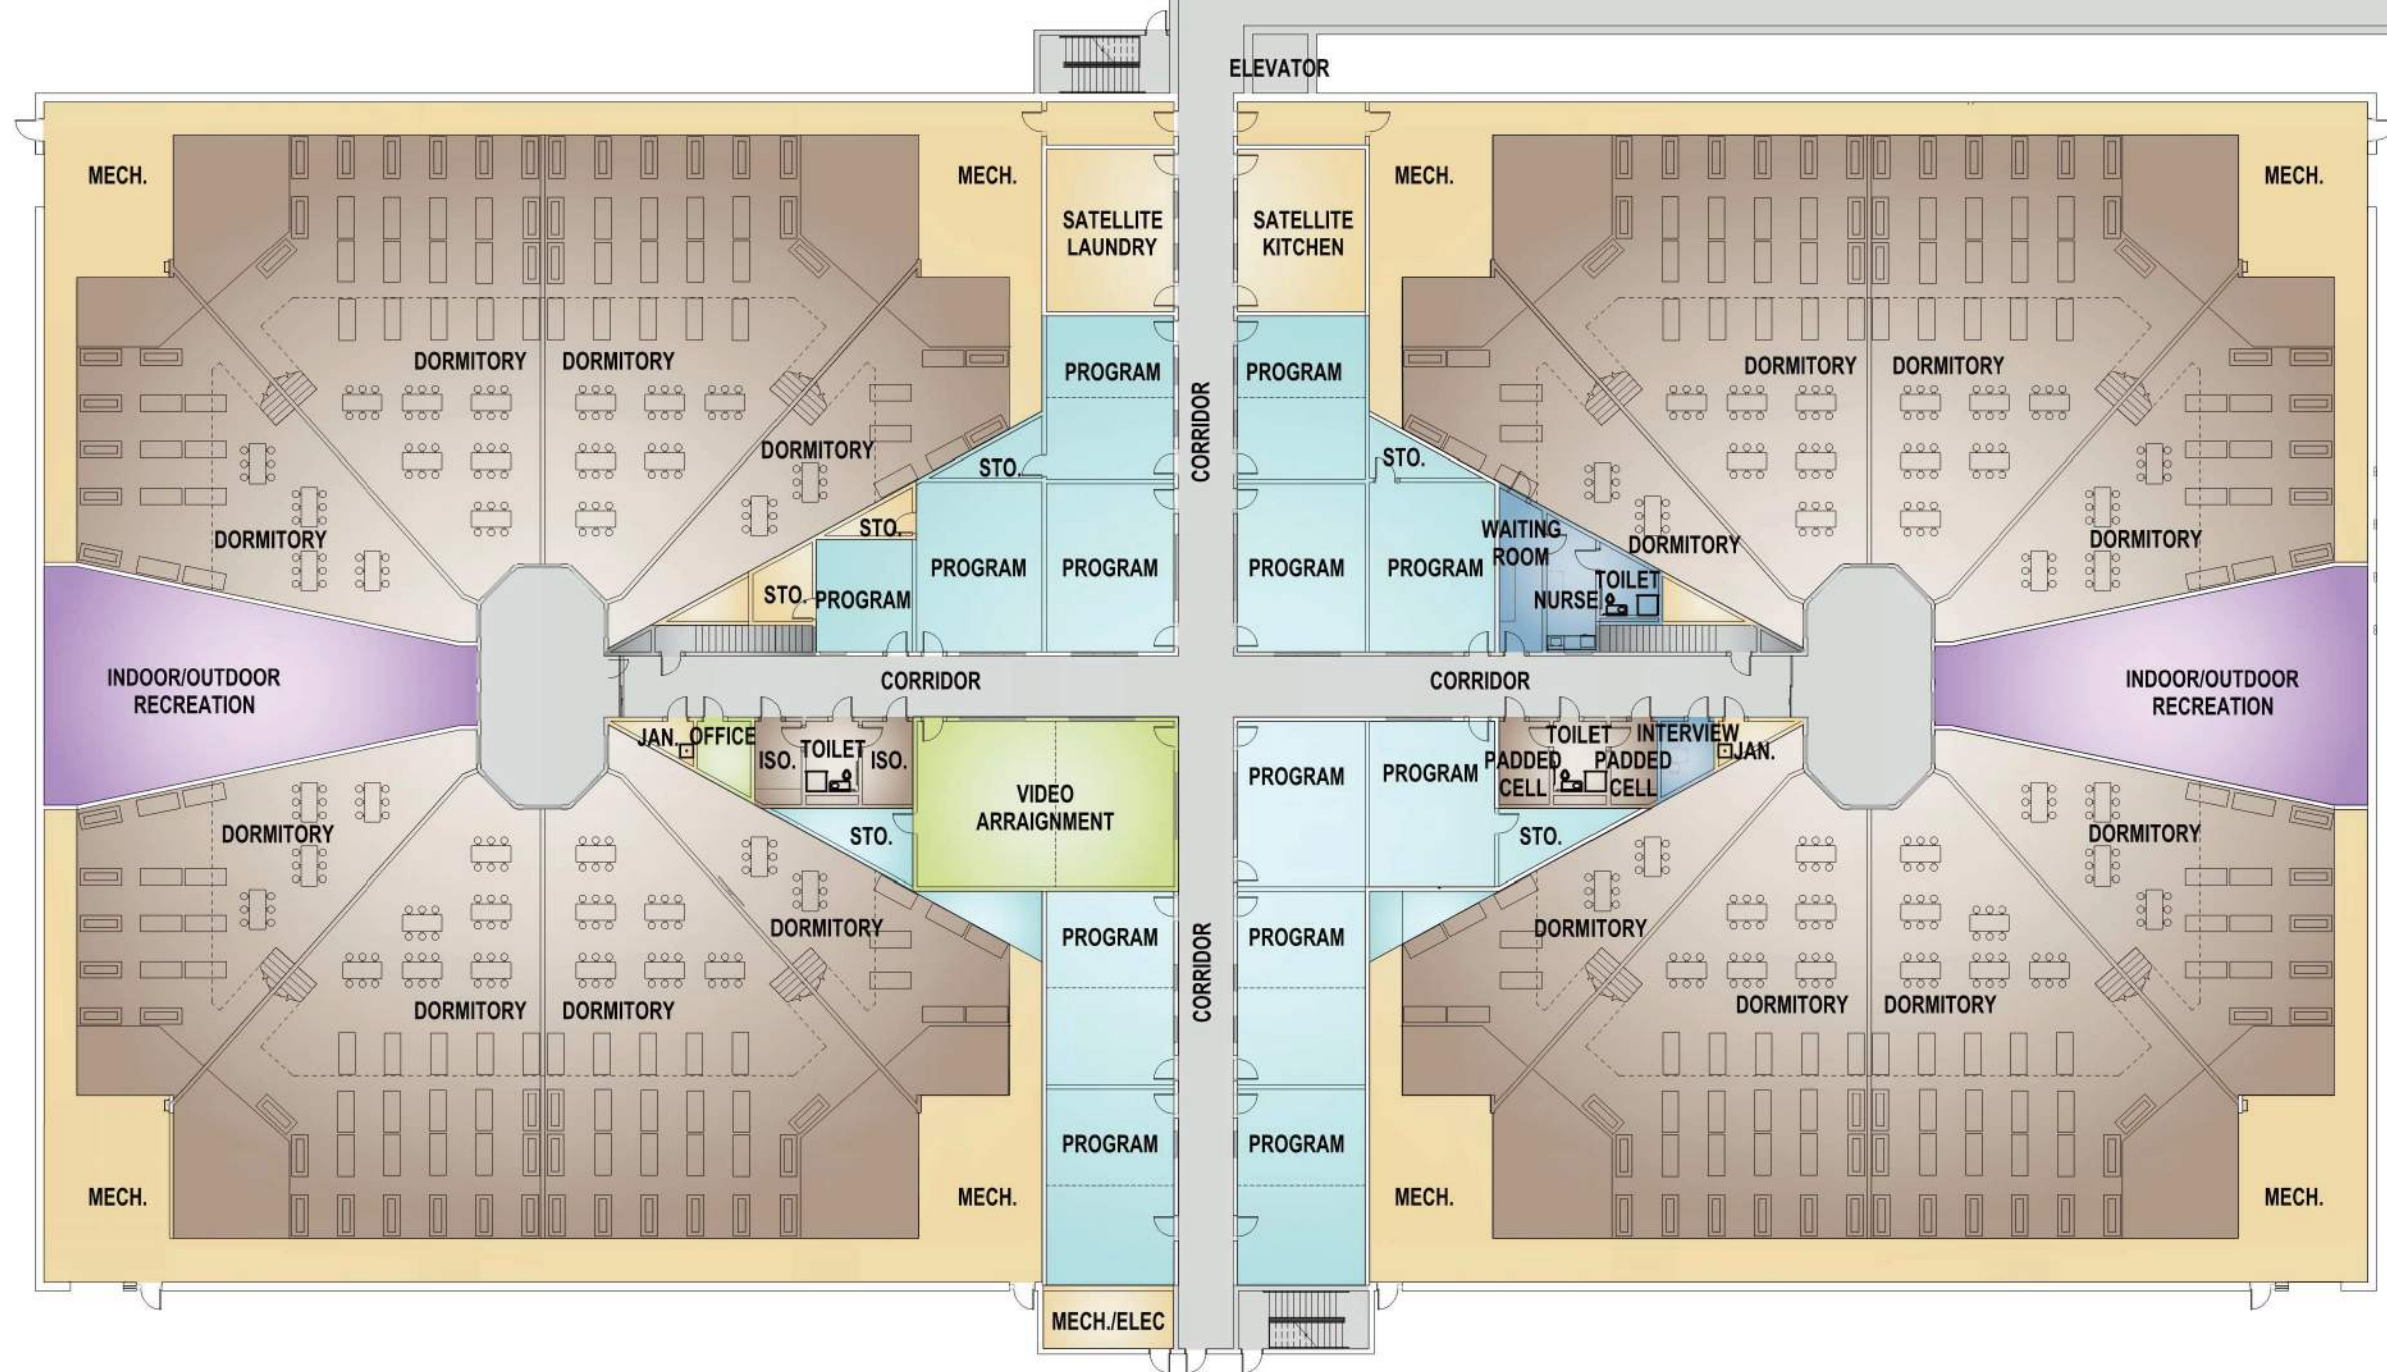 ELEVATOR
MECH.
MECH.
SATELLITE
LAUNDRY
SATELLITE
KITCHEN
MECH.
MECH.
DORMITORY
DORMITORY
PROGRAM
CORRIDOR
PROGRAM
DORMITORY
DORMITORY
DORMITORY
STO.
STO.
STO.
DORMITORY
WAITING
ROOM
DORMITORY
DORMITORY
STO.
PROGRAM
PROGRAM
PROGRAM
PROGRAM
PROGRAM
NURSE
TOILET
INDOOR/OUTDOOR
RECREATION
CORRIDOR
CORRIDOR
INDOOR/OUTDOOR
RECREATION
JAN.
OFFICE
ISO.
TOILET
ISO.
VIDEO
ARRAIGNMENT
PROGRAM
PROGRAM
PADDED
CELL
TOILET
PADDED
CELL
INTERVIEW
JAN.
DORMITORY
STO.
STO.
DORMITORY
DORMITORY
PROGRAM
CORRIDOR
PROGRAM
DORMITORY
DORMITORY
DORMITORY
DORMITORY
DORMITORY
MECH.
MECH.
PROGRAM
PROGRAM
MECH.
MECH.
MECH./ELEC